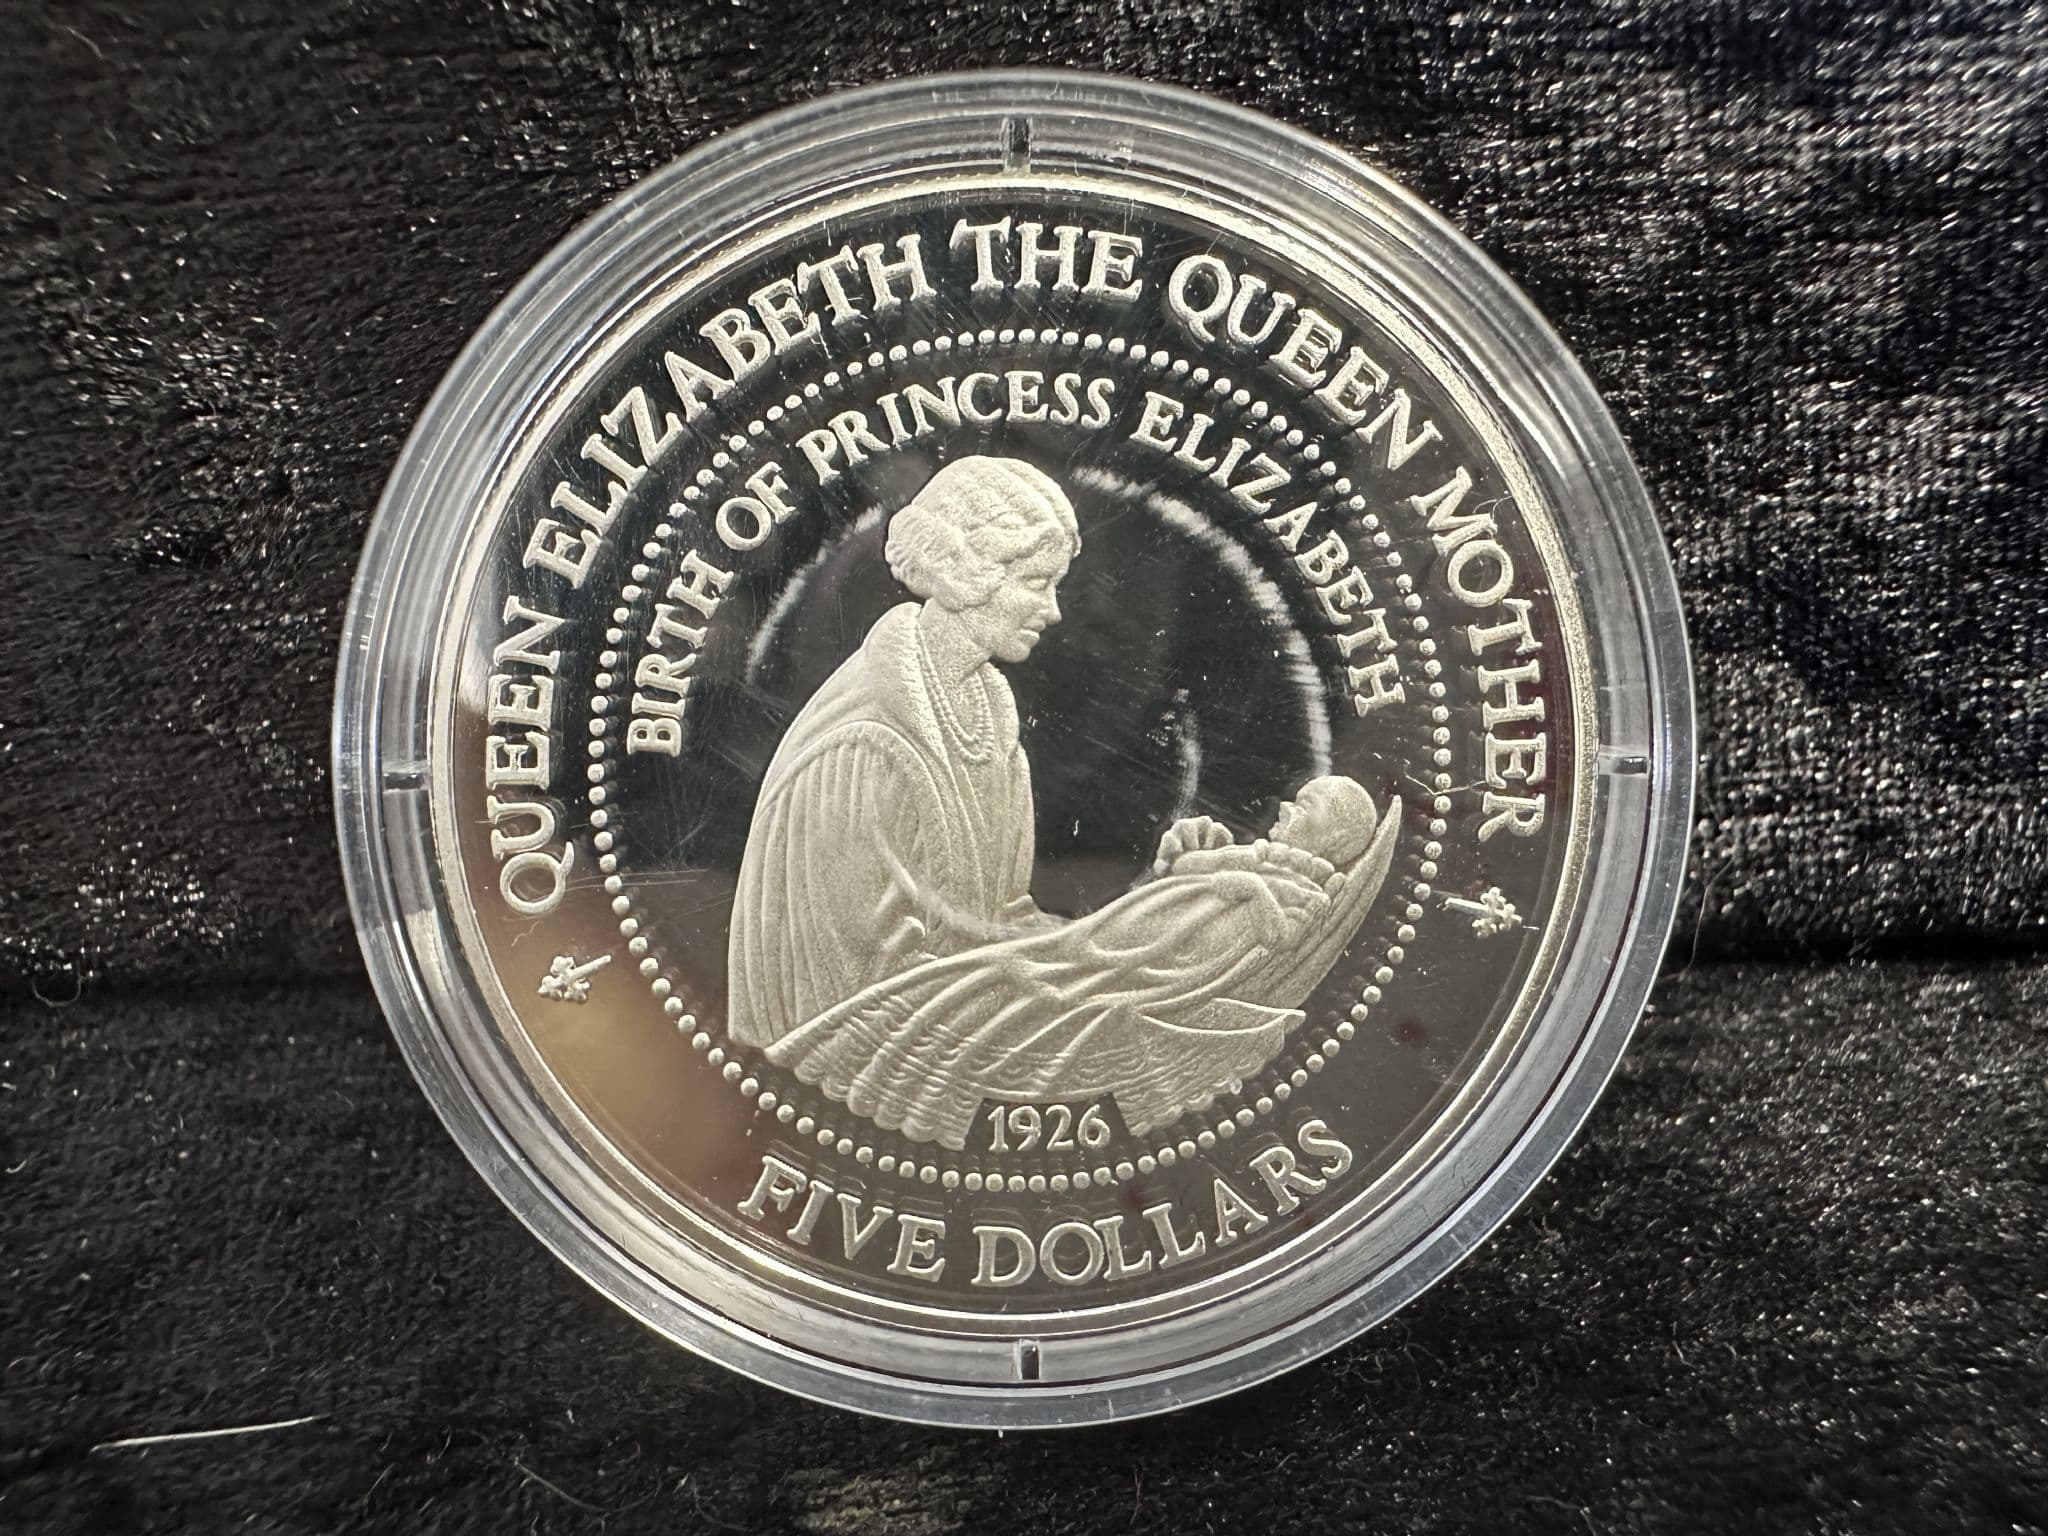 QUEEN ELIZABETH THE QUEEN MOTHER
BIRTH OF PRINCESS ELIZABETH
1926
FIVE DOLLARS